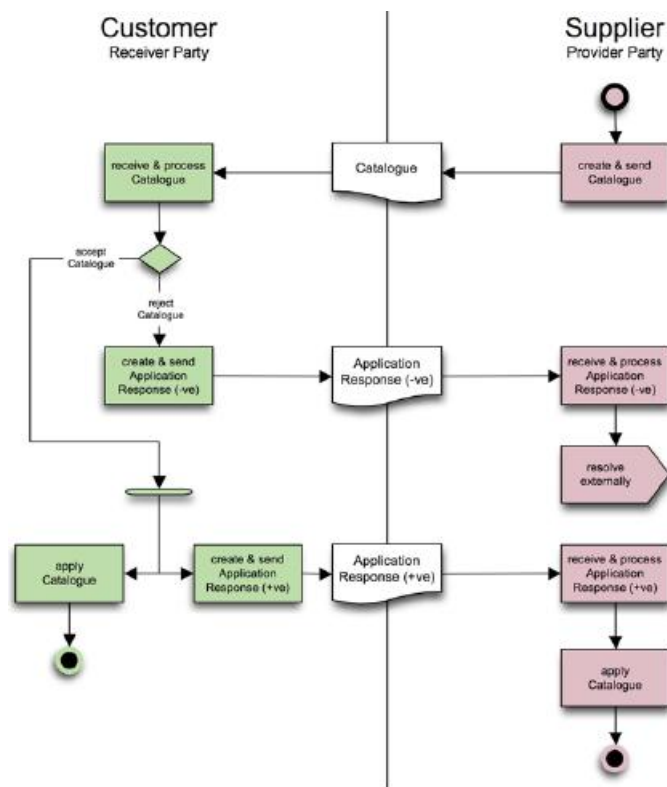 Customer
Receiver Party
Supplier
Provider Party
receive & process
Catalogue
Catalogue
create & send
Catalogue
accept
Catalogue
reject
Catalogue
create & send
Application
Response (-ve)
Application
Response (-ve)
receive & process
Application
Response (-ve)
resolve
externally
apply
Catalogue
create & send
Application
Response (+ve)
Application
Response (+ve)
receive & process
Application
Response (+ve)
apply
Catalogue